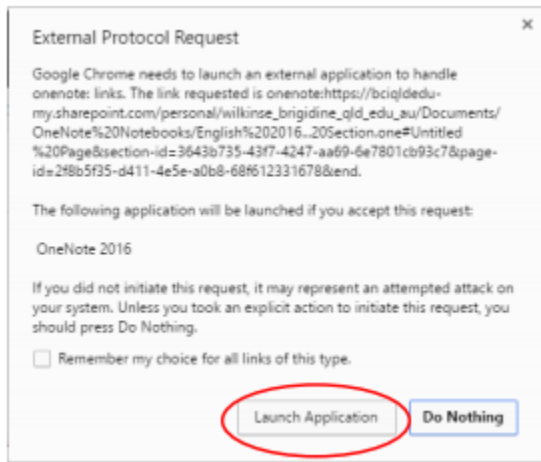 External Protocol Request
Google Chrome needs to launch an external application to handle
onenote: links. The link requested is onenote:https://bciqldedu-
my.sharepoint.com/personal/wilkinse_brigidine_qld_edu_au/Documents/
OneNote%20Notebooks/English%202016...20Section.one#Untitled
%20Page&section-id=3643b735-43f7-4247-aa69-6e7801cb93c7&page-
id=2f8b5f35-d411-4e5e-a0b8-68f612331678&end.
The following application will be launched if you accept this request:
OneNote 2016
If you did not initiate this request, it may represent an attempted attack on
your system. Unless you took an explicit action to initiate this request, you
should press Do Nothing.
Remember my choice for all links of this type.
Launch Application Do Nothing